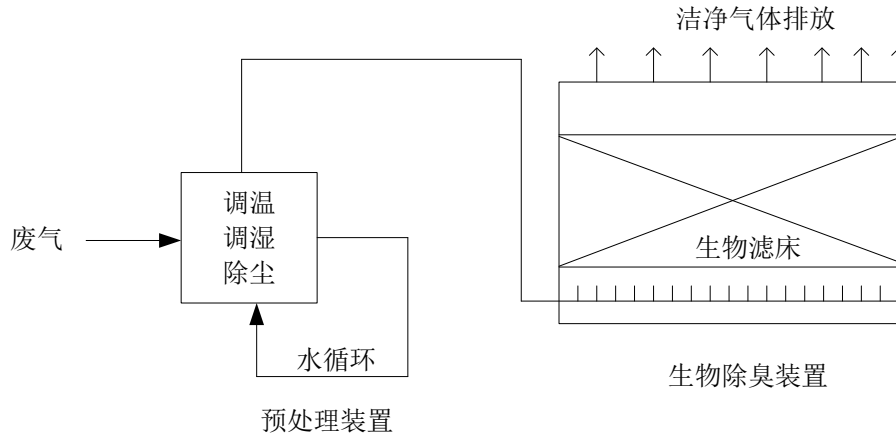 洁净气体排放
废气
调温
调湿
除尘
水循环
预处理装置
生物滤床
生物除臭装置